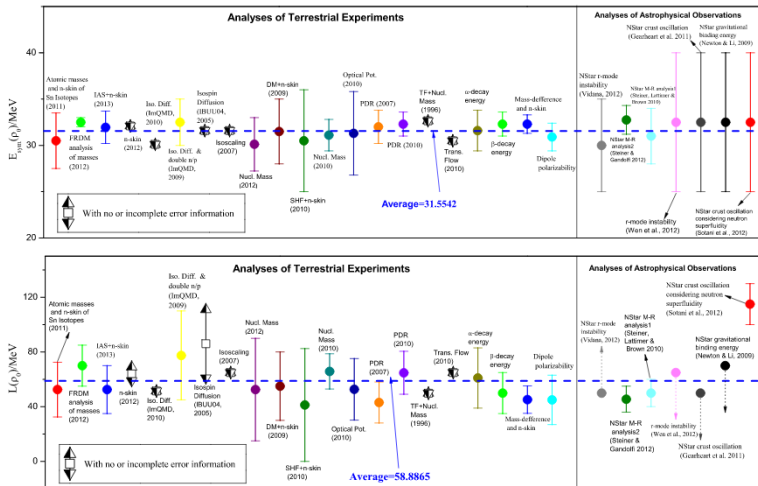 Analyses of Terrestrial Experiments
Analyses of Astrophysical Observations
40
30
20
E_sym(ρ_0)/MeV
Atomic masses
and n-skin of
Sn Isotopes
(2011)
FRDM
analysis
of masses
(2012)
IAS+n-skin
(2013)
n-skin
(2012)
Iso. Diff.
(ImQMD,
2010)
Iso. Diff. &
double n/p
(ImQMD,
2009)
Isospin
Diffusion
(IBUU04,
2005)
Isoscaling
(2007)
Nucl. Mass
(2012)
DM+n-skin
(2009)
SHF+n-skin
(2010)
Nucl. Mass
(2010)
Optical Pot.
(2010)
PDR (2007)
PDR (2010)
TF+Nucl.
Mass
(1996)
Trans.
Flow
(2010)
α-decay
energy
β-decay
energy
Mass-difference
and n-skin
Dipole
polarizability
Average=31.5542
With no or incomplete error information
NStar r-mode
instability
(Vidana, 2012)
NStar M-R analysis2
(Steiner &
Gandolfi 2012)
NStar M-R analysis1
(Steiner, Lattimer &
Brown 2010)
NStar crust oscillation
(Gearheart et al, 2011)
NStar gravitational
binding energy
(Newton & Li, 2009)
r-mode instability
(Wen et al., 2012)
NStar crust oscillation
considering neutron
superfluidity
(Sotani et al., 2012)
Analyses of Terrestrial Experiments
Analyses of Astrophysical Observations
120
80
40
0
L(ρ_0)/MeV
Atomic masses
and n-skin of
Sn Isotopes
(2011)
FRDM
analysis of
masses
(2012)
IAS+n-skin
(2013)
n-skin
(2012)
Iso. Diff.
(ImQMD, 2010)
Iso. Diff. &
double n/p
(ImQMD,
2009)
Isospin
Diffusion
(IBUU04,
2005)
Isoscaling
(2007)
Nucl. Mass
(2012)
DM+n-skin
(2009)
SHF+n-skin
(2010)
Nucl. Mass
(2010)
Optical Pot.
(2010)
PDR
(2007)
PDR
(2010)
TF+Nucl.
Mass
(1996)
Trans.
Flow (2010)
α-decay
energy
β-decay
energy
Mass-difference
and n-skin
Dipole
polarizability
Average=58.8865
With no or incomplete error information
NStar r-mode
instability
(Vidana, 2012)
NStar M-R
analysis2
(Steiner &
Gandolfi 2012)
NStar M-R
analysis1
(Steiner,
Lattimer
& Brown
2010)
r-mode instability
(Wen et al., 2012)
NStar crust oscillation
(Gearheart et al. 2011)
NStar gravitational
binding energy
(Newton & Li, 2009)
NStar crust oscillation
considering neutron
superfluidity
(Sotani et al., 2012)